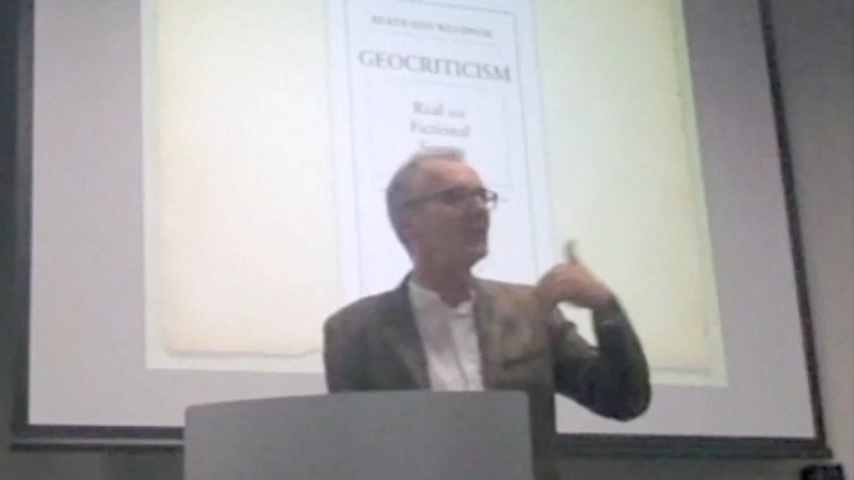 BERTRAND WESTPHAL
GEOCRITICISM
Real and
Fictional